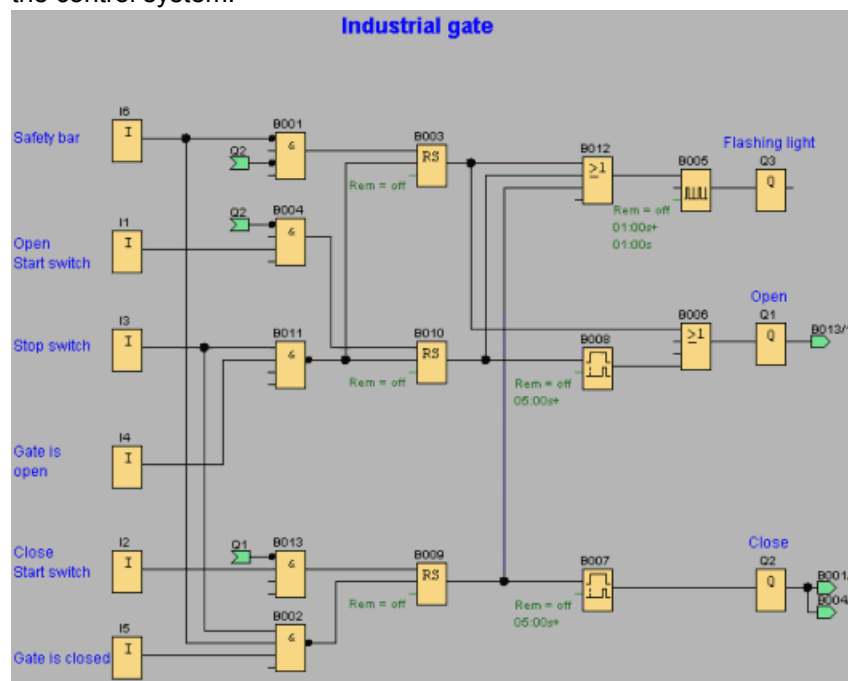 the control system.
Industrial gate
I6
Safety bar
I
B001
Q2
&
B003
RS
Rem = off
B012
≥1
B005
Rem = off
01:00s+
01:00s
Flashing light
Q3
Q
I1
Open
Start switch
I
Q2
B004
&
I3
Stop switch
I
B011
&
B010
RS
Rem = off
B008
Rem = off
05:00s+
B006
≥1
Open
Q1
Q
B013/
I4
Gate is
open
I
I2
Close
Start switch
I
Q1
B013
&
B009
RS
Rem = off
B007
Rem = off
05:00s+
Close
Q2
Q
B001
B004
I5
Gate is closed
I
B002
&